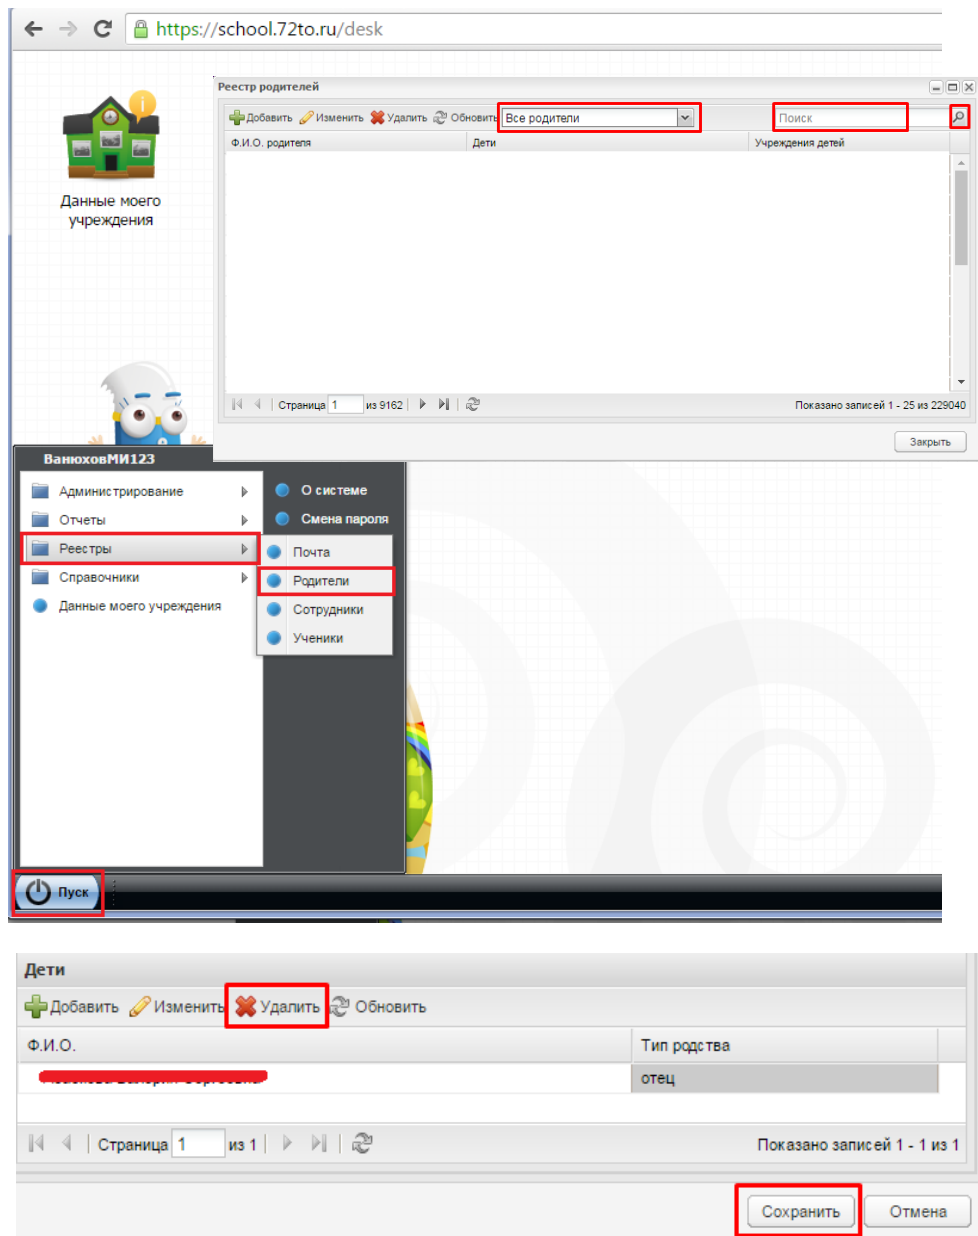 https://school.72to.ru/desk
Данные моего
учреждения
Реестр родителей
Добавить Изменить Удалить Обновить Все родители Поиск
Ф.И.О. родителя Дети Учреждения детей
Страница 1 из 9162 Показано записей 1 - 25 из 229040
Закрыть
ВанюховМИ123
Администрирование
Отчеты
Реестры
Справочники
Данные моего учреждения
О системе
Смена пароля
Почта
Родители
Сотрудники
Ученики
Пуск
Дети
Добавить Изменить Удалить Обновить
Ф.И.О. Тип родства
отец
Страница 1 из 1 Показано записей 1 - 1 из 1
Сохранить Отмена